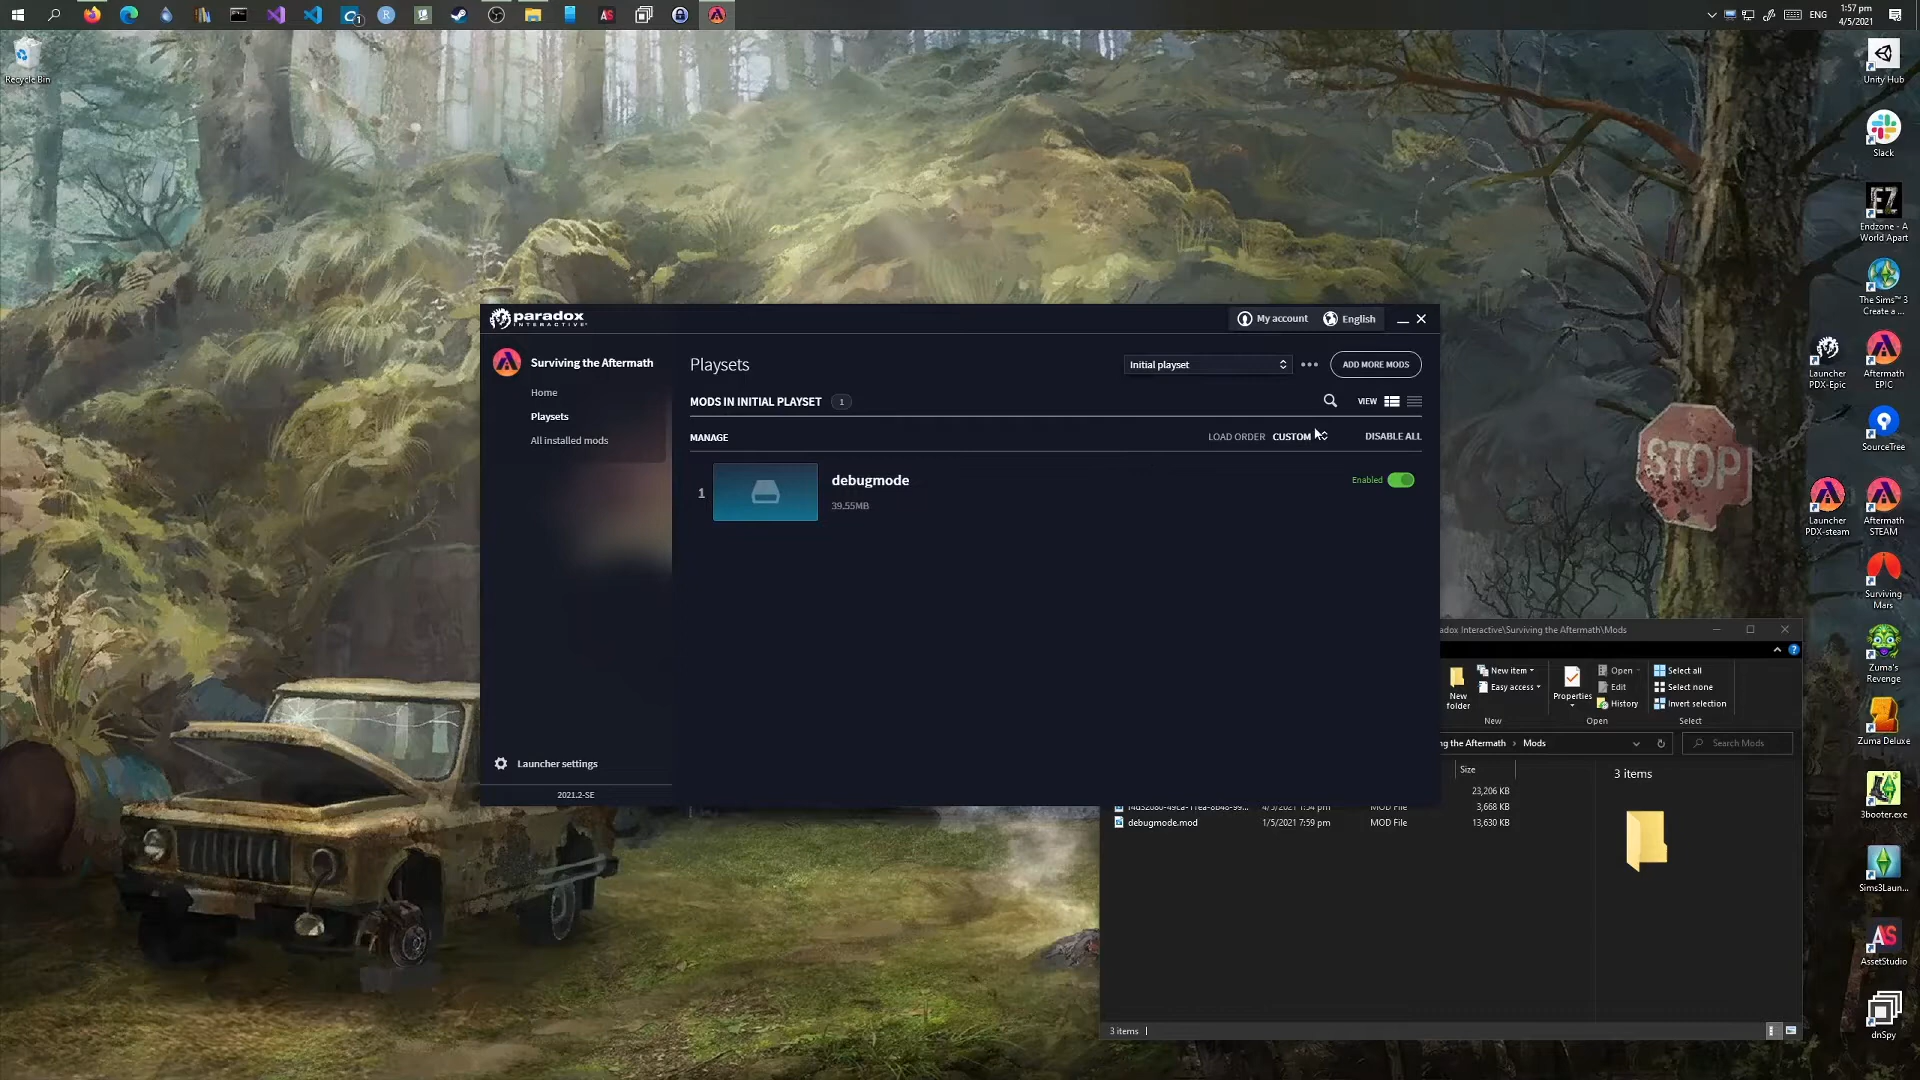 1:57 pm
ENG
4/5/2021
Recycle Bin
Unity Hub
Slack
Endzone - A
World Apart
The Sims™ 3
Create a ...
Launcher
PDX-Epic
Aftermath
EPIC
SourceTree
Launcher
PDX-steam
Aftermath
STEAM
Surviving
Mars
Zuma's
Revenge
Zuma Deluxe
3booter.exe
Sims3Laun...
AssetStudio
dnSpy
STOP
paradox
INTERACTIVE
My account
English
Surviving the Aftermath
Home
Playsets
All installed mods
Launcher settings
2021.2-SE
Playsets
Initial playset
ADD MORE MODS
MODS IN INITIAL PLAYSET 1
VIEW
MANAGE
LOAD ORDER CUSTOM
DISABLE ALL
1
debugmode
39.55MB
Enabled
adox Interactive\Surviving the Aftermath\Mods
New
folder
New item
Easy access
New
Properties
Open
Edit
History
Open
Select all
Select none
Invert selection
Select
ng the Aftermath > Mods
Search Mods
Size
23,206 KB
MOD File 3,668 KB
debugmode.mod 1/5/2021 7:59 pm MOD File 13,630 KB
3 items
3 items